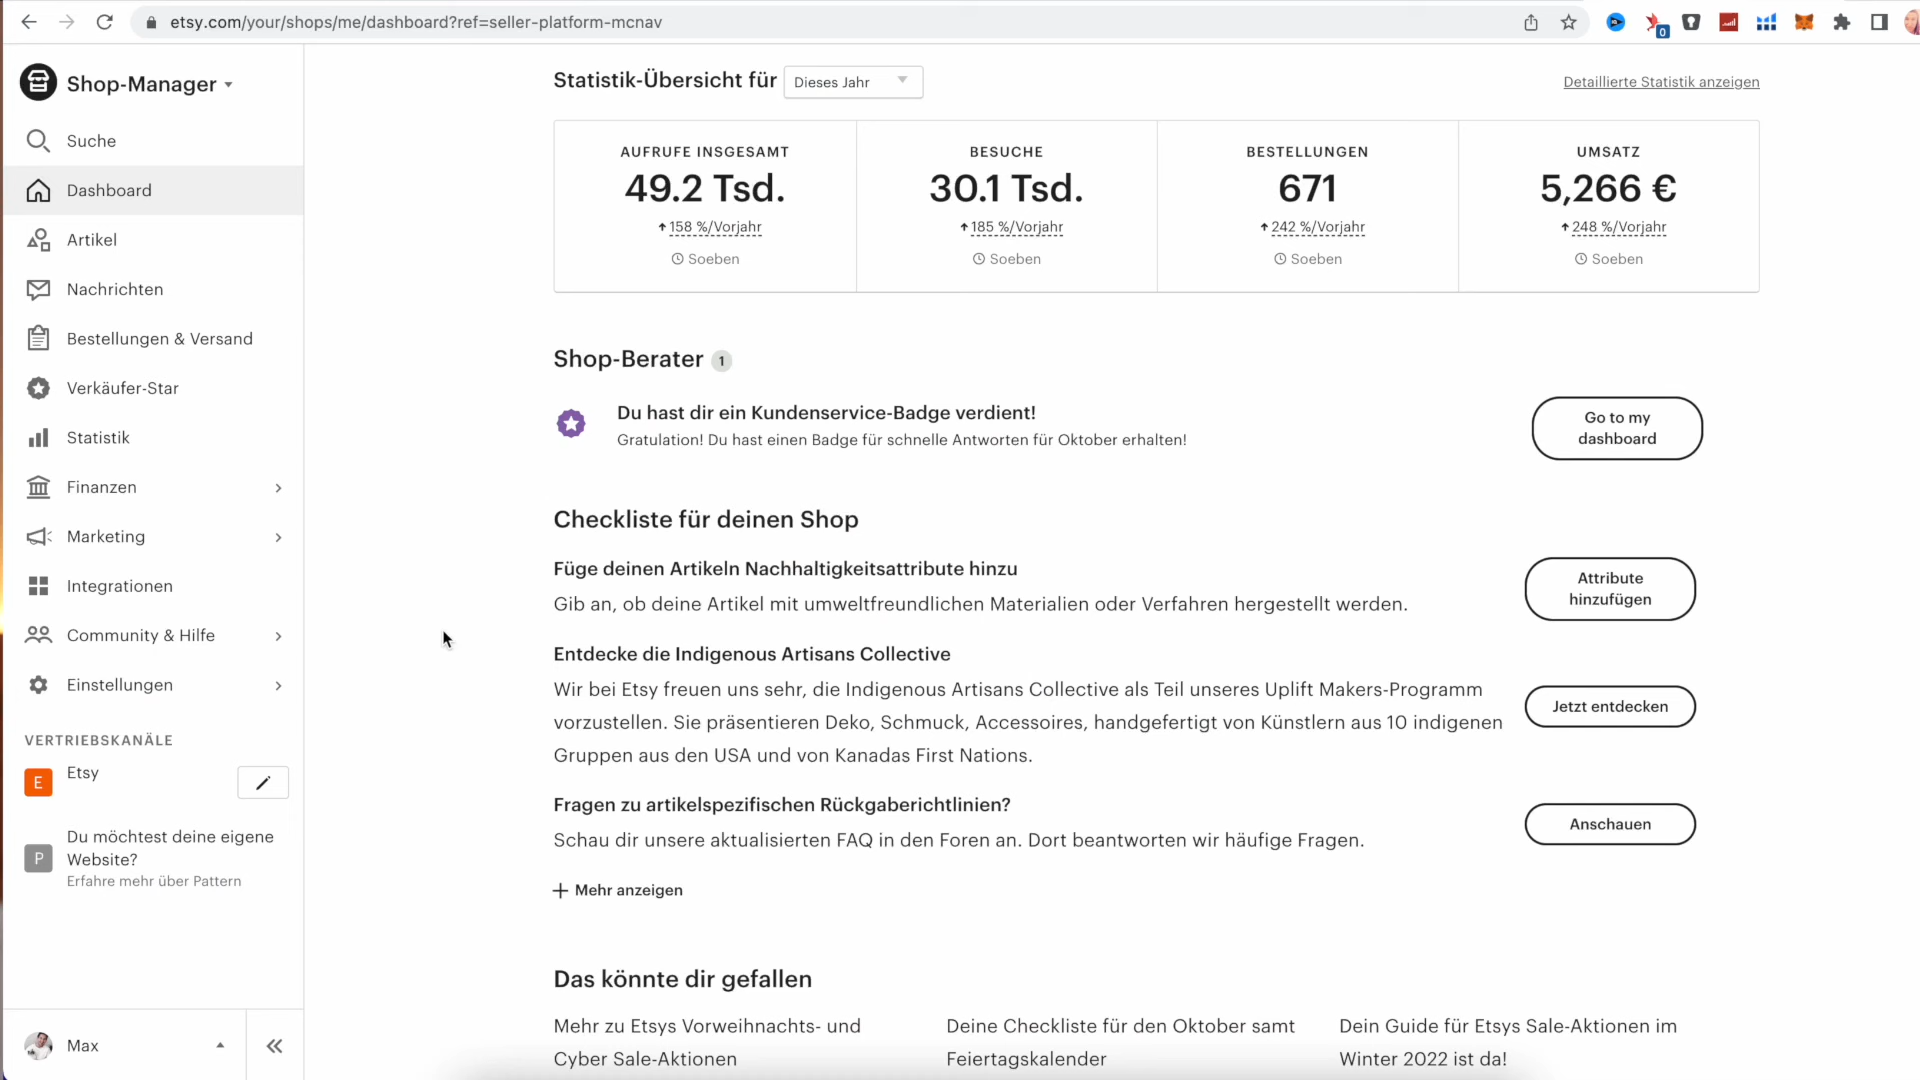 etsy.com/your/shops/me/dashboard?ref=seller-platform-mcnav
0
Shop-Manager
Suche
Dashboard
Artikel
Nachrichten
Bestellungen & Versand
Verkäufer-Star
Statistik
Finanzen
Marketing
Integrationen
Community & Hilfe
Einstellungen
VERTRIEBSKANÄLE
E
Etsy
P
Du möchtest deine eigene
Website?
Erfahre mehr über Pattern
Max
Statistik-Übersicht für
Dieses Jahr
Detaillierte Statistik anzeigen
AUFRUFE INSGESAMT
49.2 Tsd.
158 %/Vorjahr
Soeben
BESUCHE
30.1 Tsd.
185 %/Vorjahr
Soeben
BESTELLUNGEN
671
242 %/Vorjahr
Soeben
UMSATZ
5,266 €
248 %/Vorjahr
Soeben
Shop-Berater 1
Du hast dir ein Kundenservice-Badge verdient!
Gratulation! Du hast einen Badge für schnelle Antworten für Oktober erhalten!
Go to my
dashboard
Checkliste für deinen Shop
Füge deinen Artikeln Nachhaltigkeitsattribute hinzu
Gib an, ob deine Artikel mit umweltfreundlichen Materialien oder Verfahren hergestellt werden.
Attribute
hinzufügen
Entdecke die Indigenous Artisans Collective
Wir bei Etsy freuen uns sehr, die Indigenous Artisans Collective als Teil unseres Uplift Makers-Programm
vorzustellen. Sie präsentieren Deko, Schmuck, Accessoires, handgefertigt von Künstlern aus 10 indigenen
Gruppen aus den USA und von Kanadas First Nations.
Jetzt entdecken
Fragen zu artikelspezifischen Rückgaberichtlinien?
Schau dir unsere aktualisierten FAQ in den Foren an. Dort beantworten wir häufige Fragen.
Anschauen
Mehr anzeigen
Das könnte dir gefallen
Mehr zu Etsys Vorweihnachts- und
Cyber Sale-Aktionen
Deine Checkliste für den Oktober samt
Feiertagskalender
Dein Guide für Etsys Sale-Aktionen im
Winter 2022 ist da!